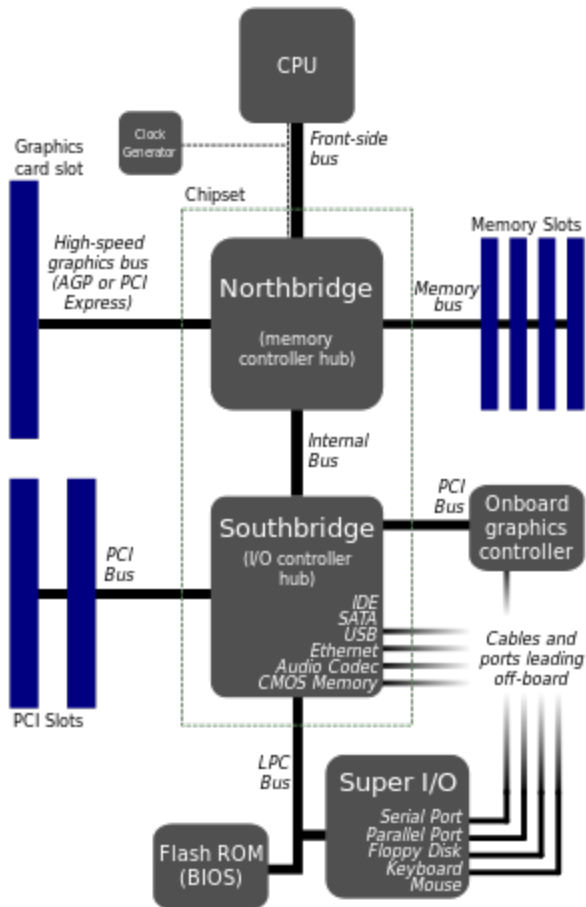 CPU
Clock
Generator
Front-side
bus
Graphics
card slot
Chipset
Memory Slots
High-speed
graphics bus
(AGP or PCI
Express)
Northbridge
(memory
controller hub)
Memory
bus
Internal
Bus
PCI
Bus
Onboard
graphics
controller
Southbridge
(I/O controller
hub)
PCI
Bus
IDE
SATA
USB
Ethernet
Audio Codec
CMOS Memory
Cables and
ports leading
off-board
PCI Slots
LPC
Bus
Super I/O
Serial Port
Parallel Port
Floppy Disk
Keyboard
Mouse
Flash ROM
(BIOS)